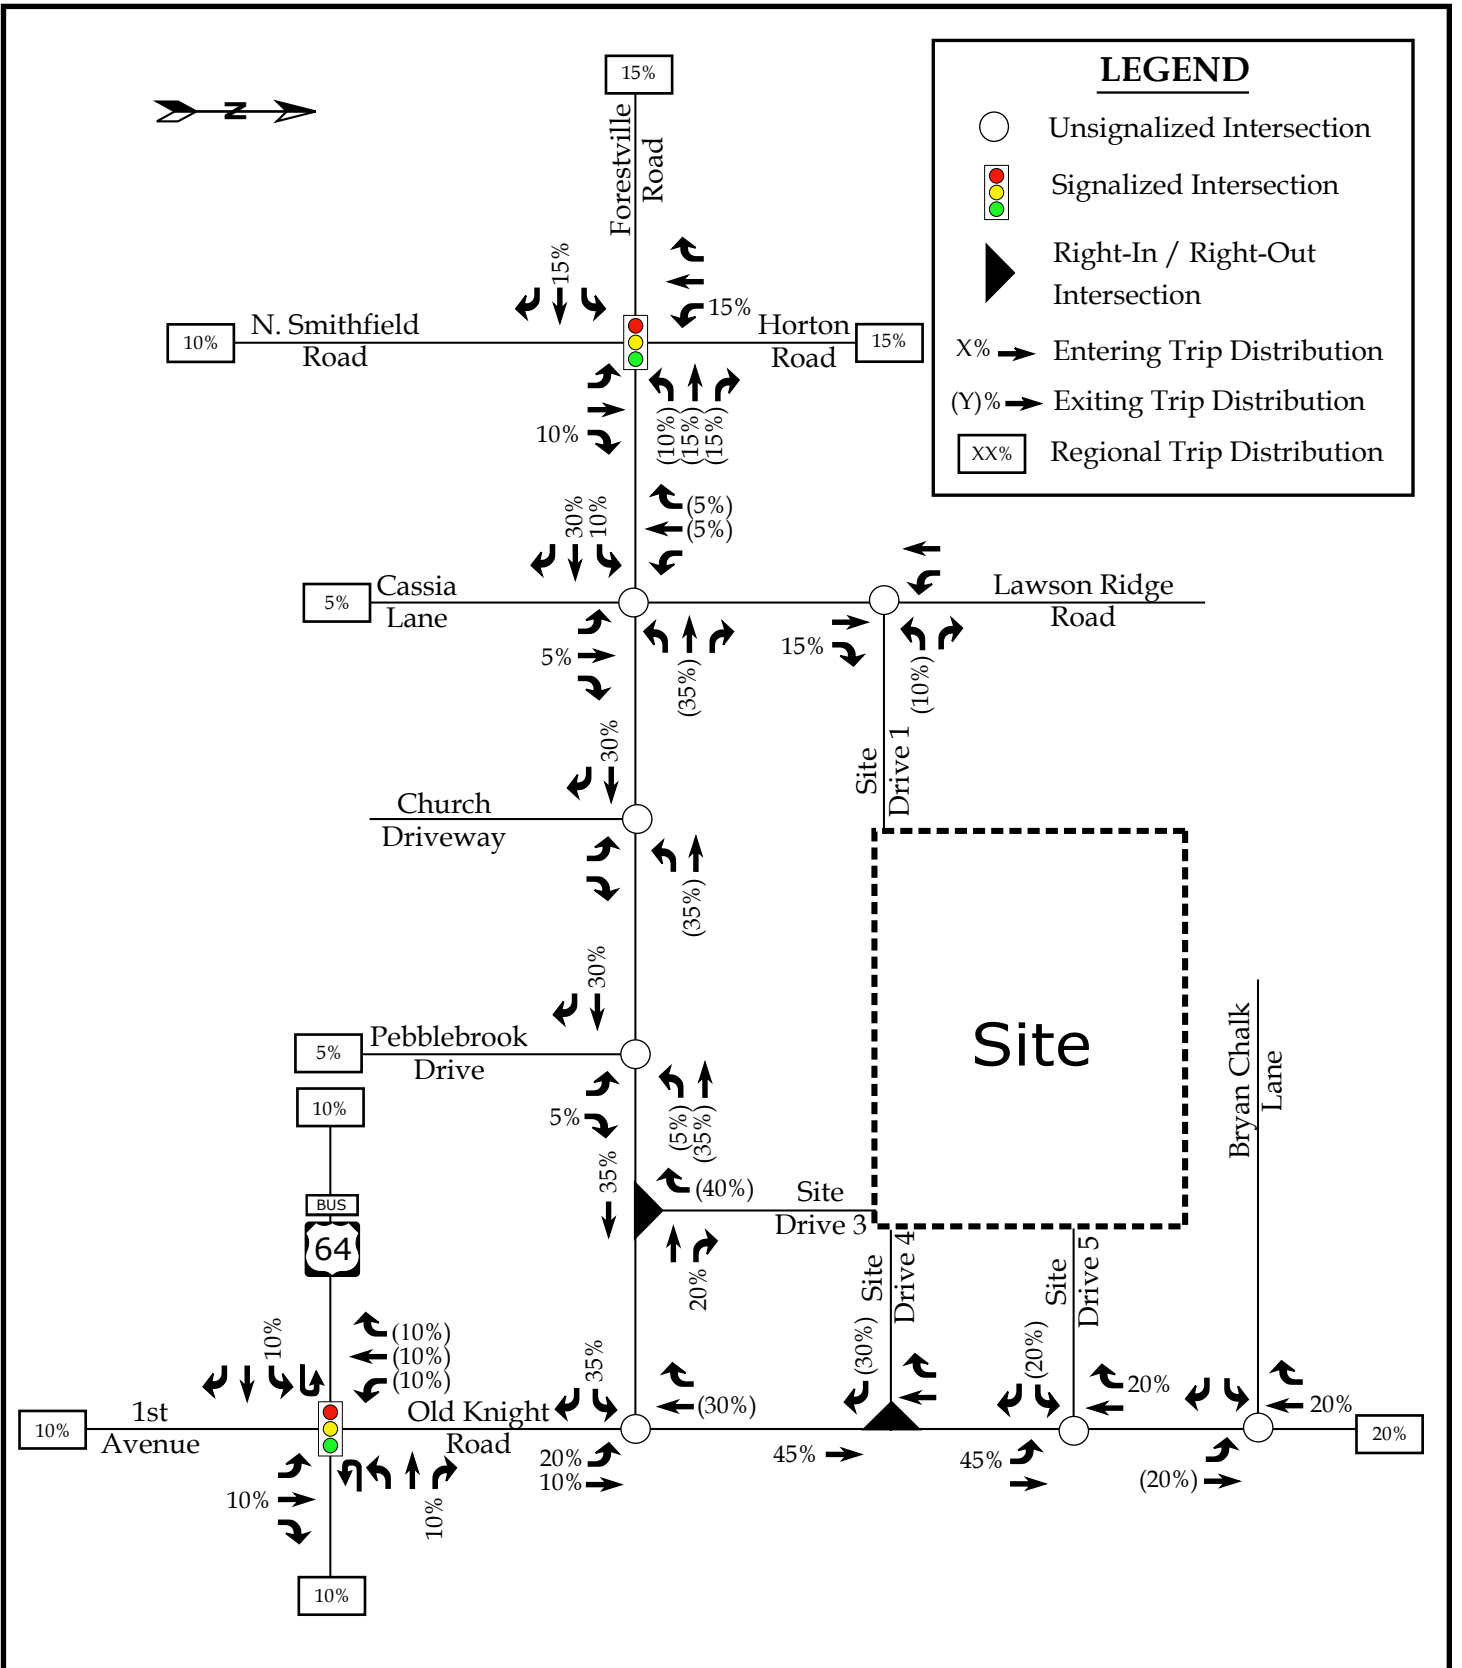 15%
Forestville
Road
N
LEGEND
Unsignalized Intersection
Signalized Intersection
Right-In / Right-Out
Intersection
X% Entering Trip Distribution
(Y)% Exiting Trip Distribution
XX% Regional Trip Distribution
15%
15%
10%
N. Smithfield
Road
Horton
Road
15%
10%
(10%)
(15%)
(15%)
30%
10%
(5%)
(5%)
5%
Cassia
Lane
Lawson Ridge
Road
5%
(35%)
15%
(10%)
Site
Drive 1
30%
Church
Driveway
(35%)
30%
5%
Pebblebrook
Drive
Site
Bryan Chalk
Lane
5%
(5%)
(35%)
10%
35%
(40%)
Site
Drive 3
BUS
64
20%
Site
Drive 4
Site
Drive 5
10%
(10%)
(10%)
(10%)
35%
(30%)
(30%)
(20%)
20%
20%
10%
1st
Avenue
Old Knight
Road
20%
20%
10%
45%
45%
(20%)
10%
10%
10%